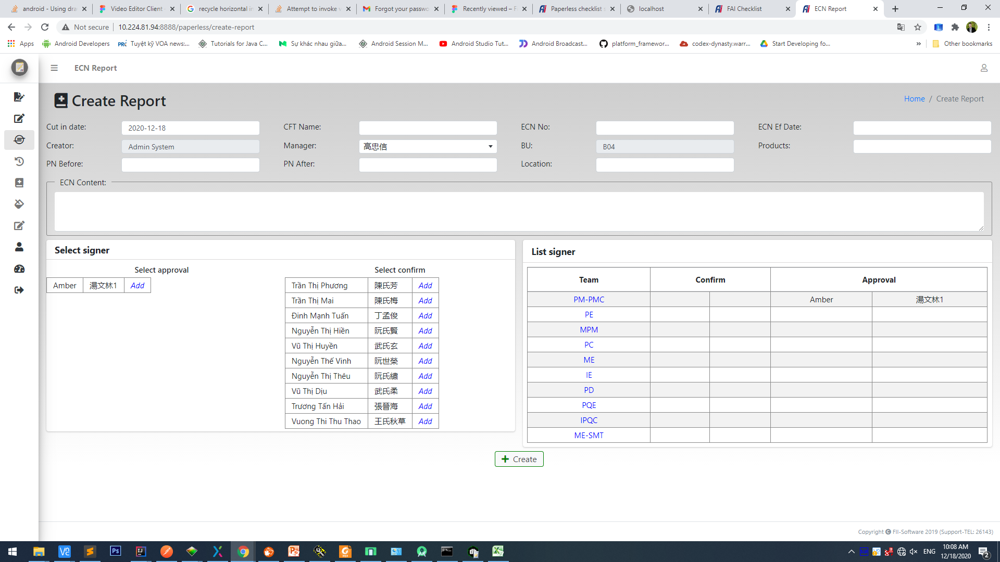 android - Using dra
Video Editor Client
recycle horizontal in
Attempt to invoke v
Forgot your passwo
Recently viewed – F
Paperless checklist s
localhost
FAI Checklist
ECN Report
Not secure
10.224.81.94:8888/paperless/create-report
Apps
Android Developers
Tuyệt kỹ VOA news:...
Tutorials for Java C...
Sự khác nhau giữa...
Android Session M...
Android Studio Tut...
Android Broadcast...
platform_framewor...
codex-dynasty.warr...
Start Developing fo...
»
Other bookmarks
ECN Report
Create Report
Home / Create Report
Cut in date: 2020-12-18
CFT Name:
ECN No:
ECN Ef Date:
Creator: Admin System
Manager: 高忠信
BU: B04
Products:
PN Before:
PN After:
Location:
ECN Content:
Select signer
Select approval
Amber 湯文林1 Add
Select confirm
Trần Thị Phương 陳氏芳 Add
Trần Thị Mai 陳氏梅 Add
Đinh Mạnh Tuấn 丁孟俊 Add
Nguyễn Thị Hiền 阮氏賢 Add
Vũ Thị Huyền 武氏玄 Add
Nguyễn Thế Vinh 阮世榮 Add
Nguyễn Thị Thêu 阮氏繡 Add
Vũ Thị Dịu 武氏柔 Add
Trương Tấn Hải 張晉海 Add
Vuong Thi Thu Thao 王氏秋草 Add
List signer
Team Confirm Approval
PM-PMC Amber 湯文林1
PE
MPM
PC
ME
IE
PD
PQE
IPQC
ME-SMT
Create
Copyright © FII-Software 2019 (Support-TEL: 26143)
ENG
10:08 AM
12/18/2020
2